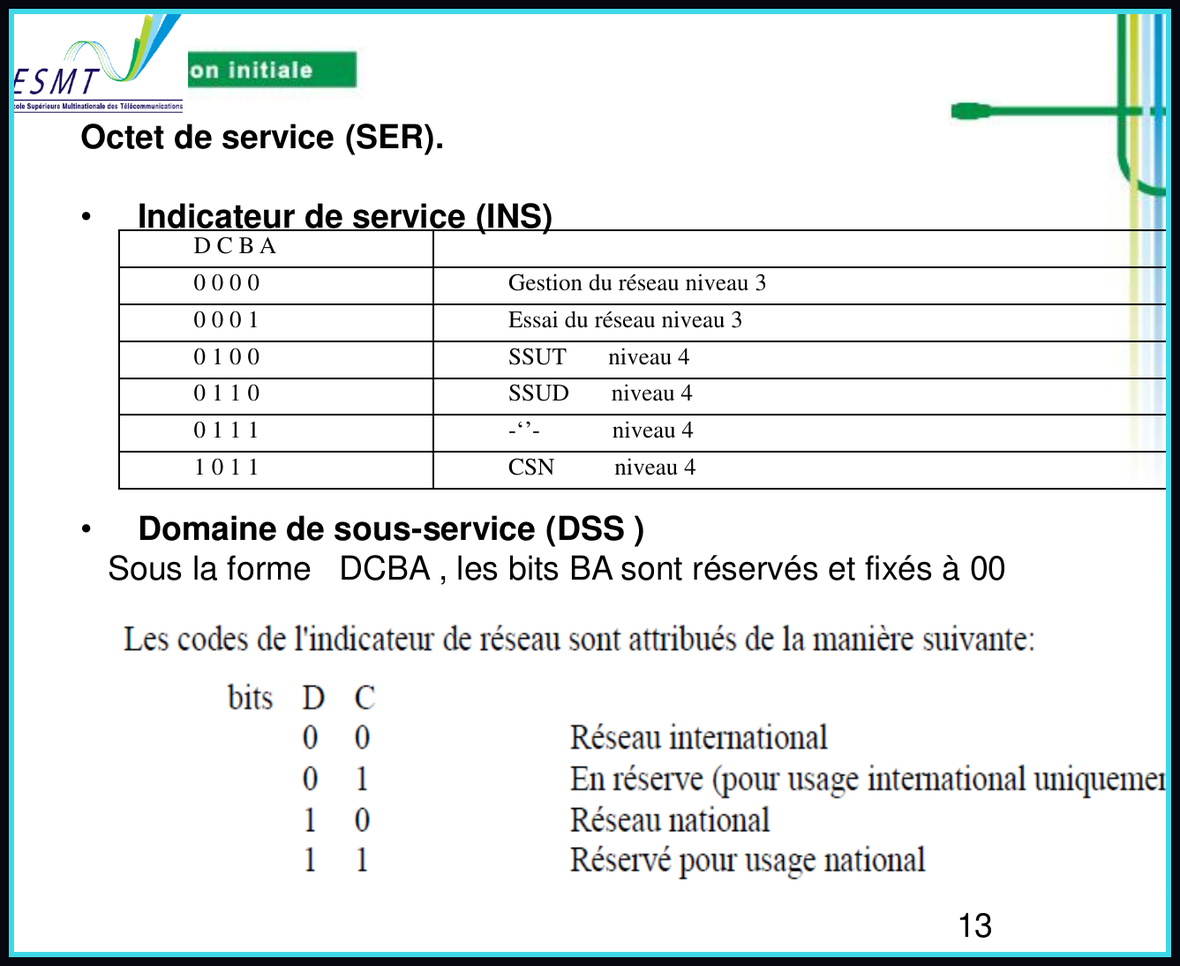 ESMT
cole Supérieure Multinationale des Télécommunications
on initiale
Octet de service (SER).
• Indicateur de service (INS)
D C B A
0 0 0 0 Gestion du réseau niveau 3
0 0 0 1 Essai du réseau niveau 3
0 1 0 0 SSUT niveau 4
0 1 1 0 SSUD niveau 4
0 1 1 1 -‘’- niveau 4
1 0 1 1 CSN niveau 4
• Domaine de sous-service (DSS )
Sous la forme DCBA , les bits BA sont réservés et fixés à 00
Les codes de l'indicateur de réseau sont attribués de la manière suivante:
bits D C
0 0 Réseau international
0 1 En réserve (pour usage international uniquemen
1 0 Réseau national
1 1 Réservé pour usage national
13